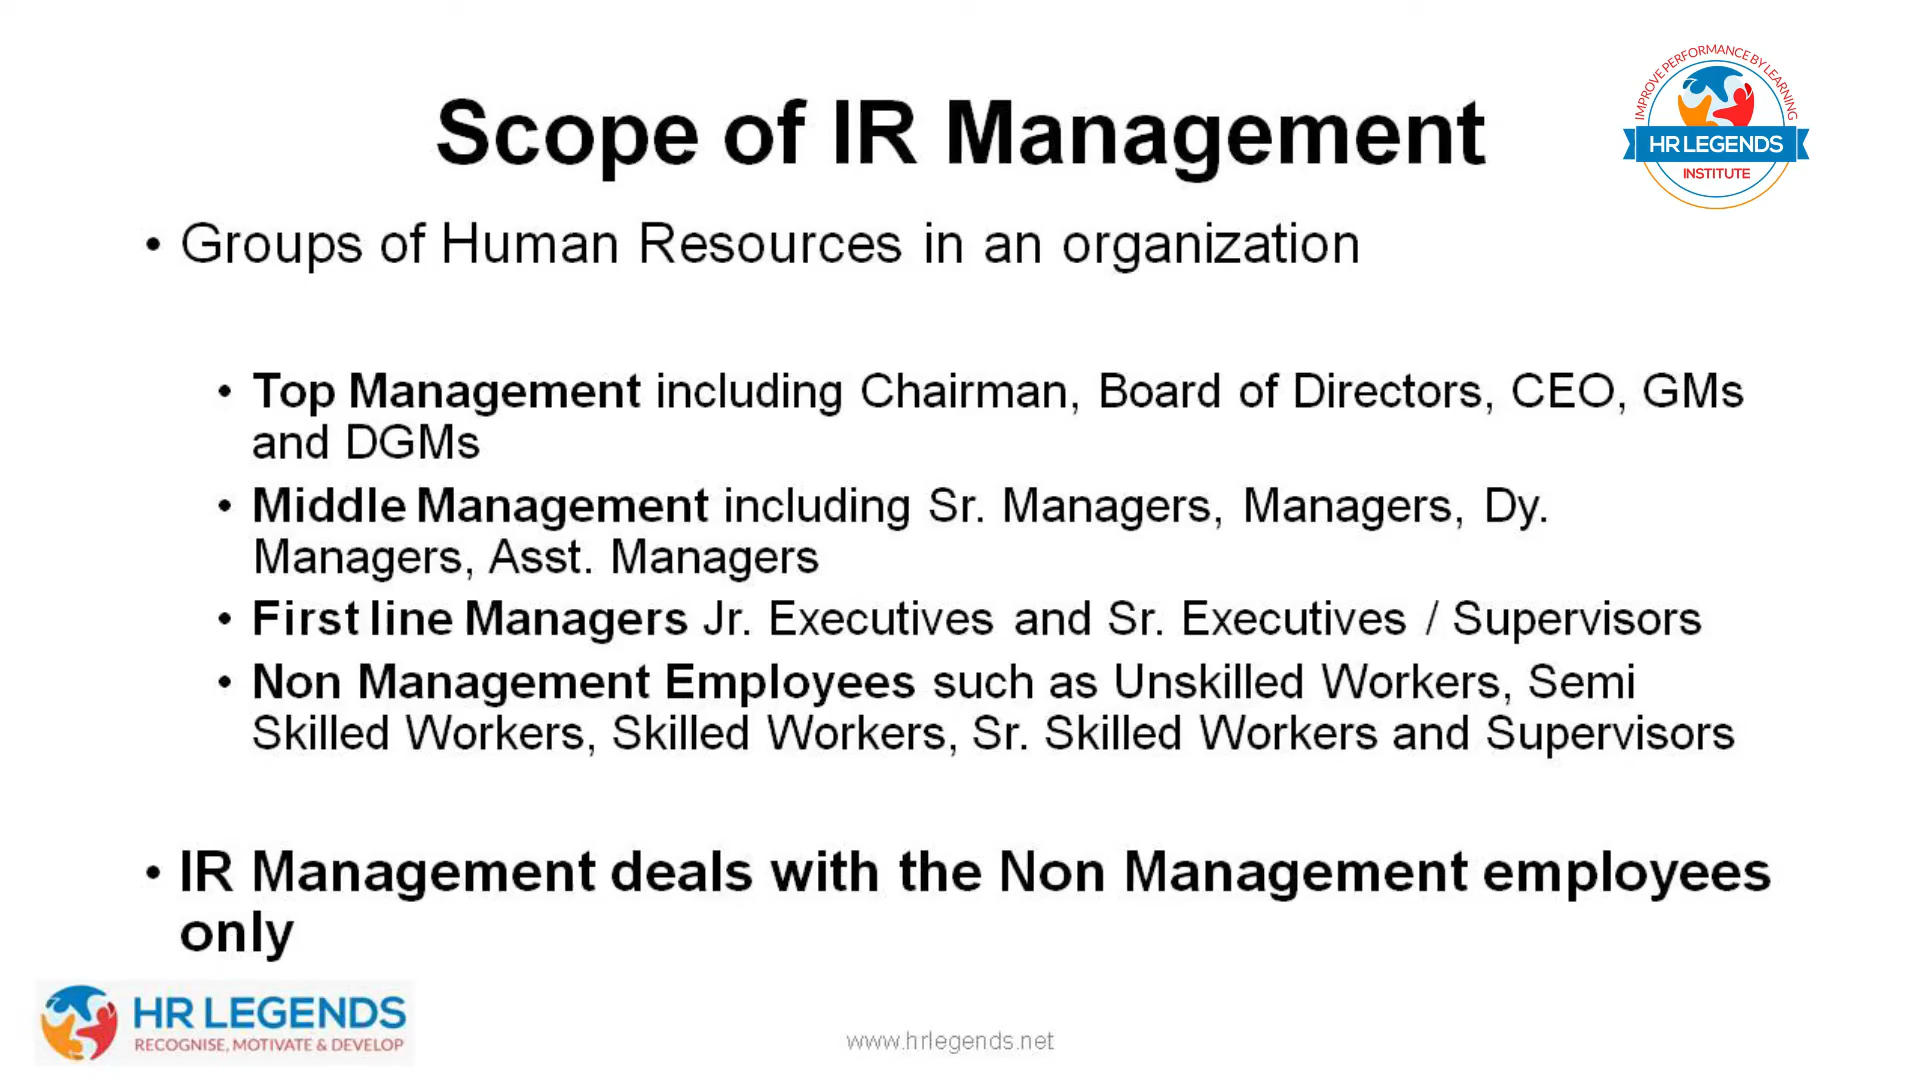 IMPROVE PERFORMANCE BY LEARNING
HR LEGENDS
INSTITUTE
Scope of IR Management
• Groups of Human Resources in an organization
• Top Management including Chairman, Board of Directors, CEO, GMs
and DGMs
• Middle Management including Sr. Managers, Managers, Dy.
Managers, Asst. Managers
• First line Managers Jr. Executives and Sr. Executives / Supervisors
• Non Management Employees such as Unskilled Workers, Semi
Skilled Workers, Skilled Workers, Sr. Skilled Workers and Supervisors
• IR Management deals with the Non Management employees
only
HR LEGENDS
RECOGNISE, MOTIVATE & DEVELOP
www.hrlegends.net